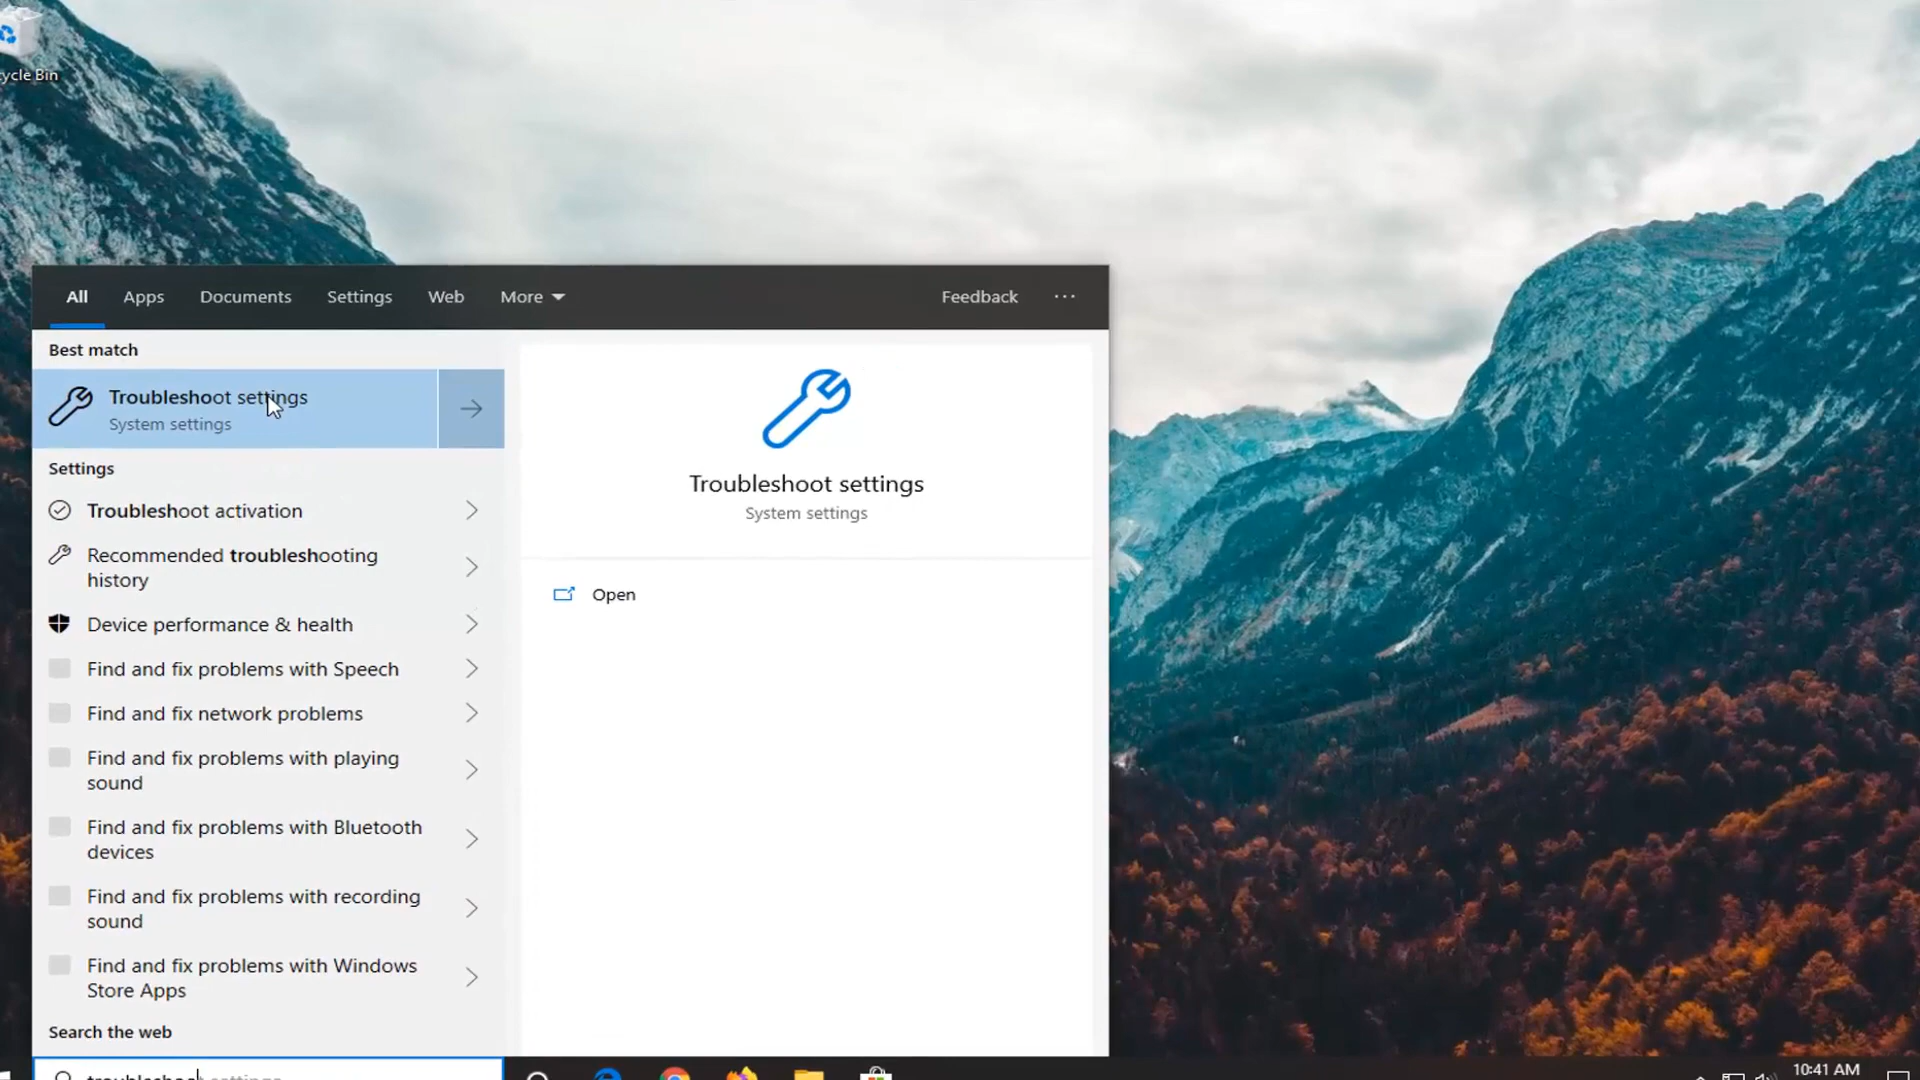 ycle Bin
All Apps Documents Settings Web More Feedback ···
Best match
Troubleshoot settings
System settings
Settings
Troubleshoot activation
Recommended troubleshooting
history
Device performance & health
Find and fix problems with Speech
Find and fix network problems
Find and fix problems with playing
sound
Find and fix problems with Bluetooth
devices
Find and fix problems with recording
sound
Find and fix problems with Windows
Store Apps
Search the web
Troubleshoot settings
System settings
Open
troubleshoot settings
10:41 AM